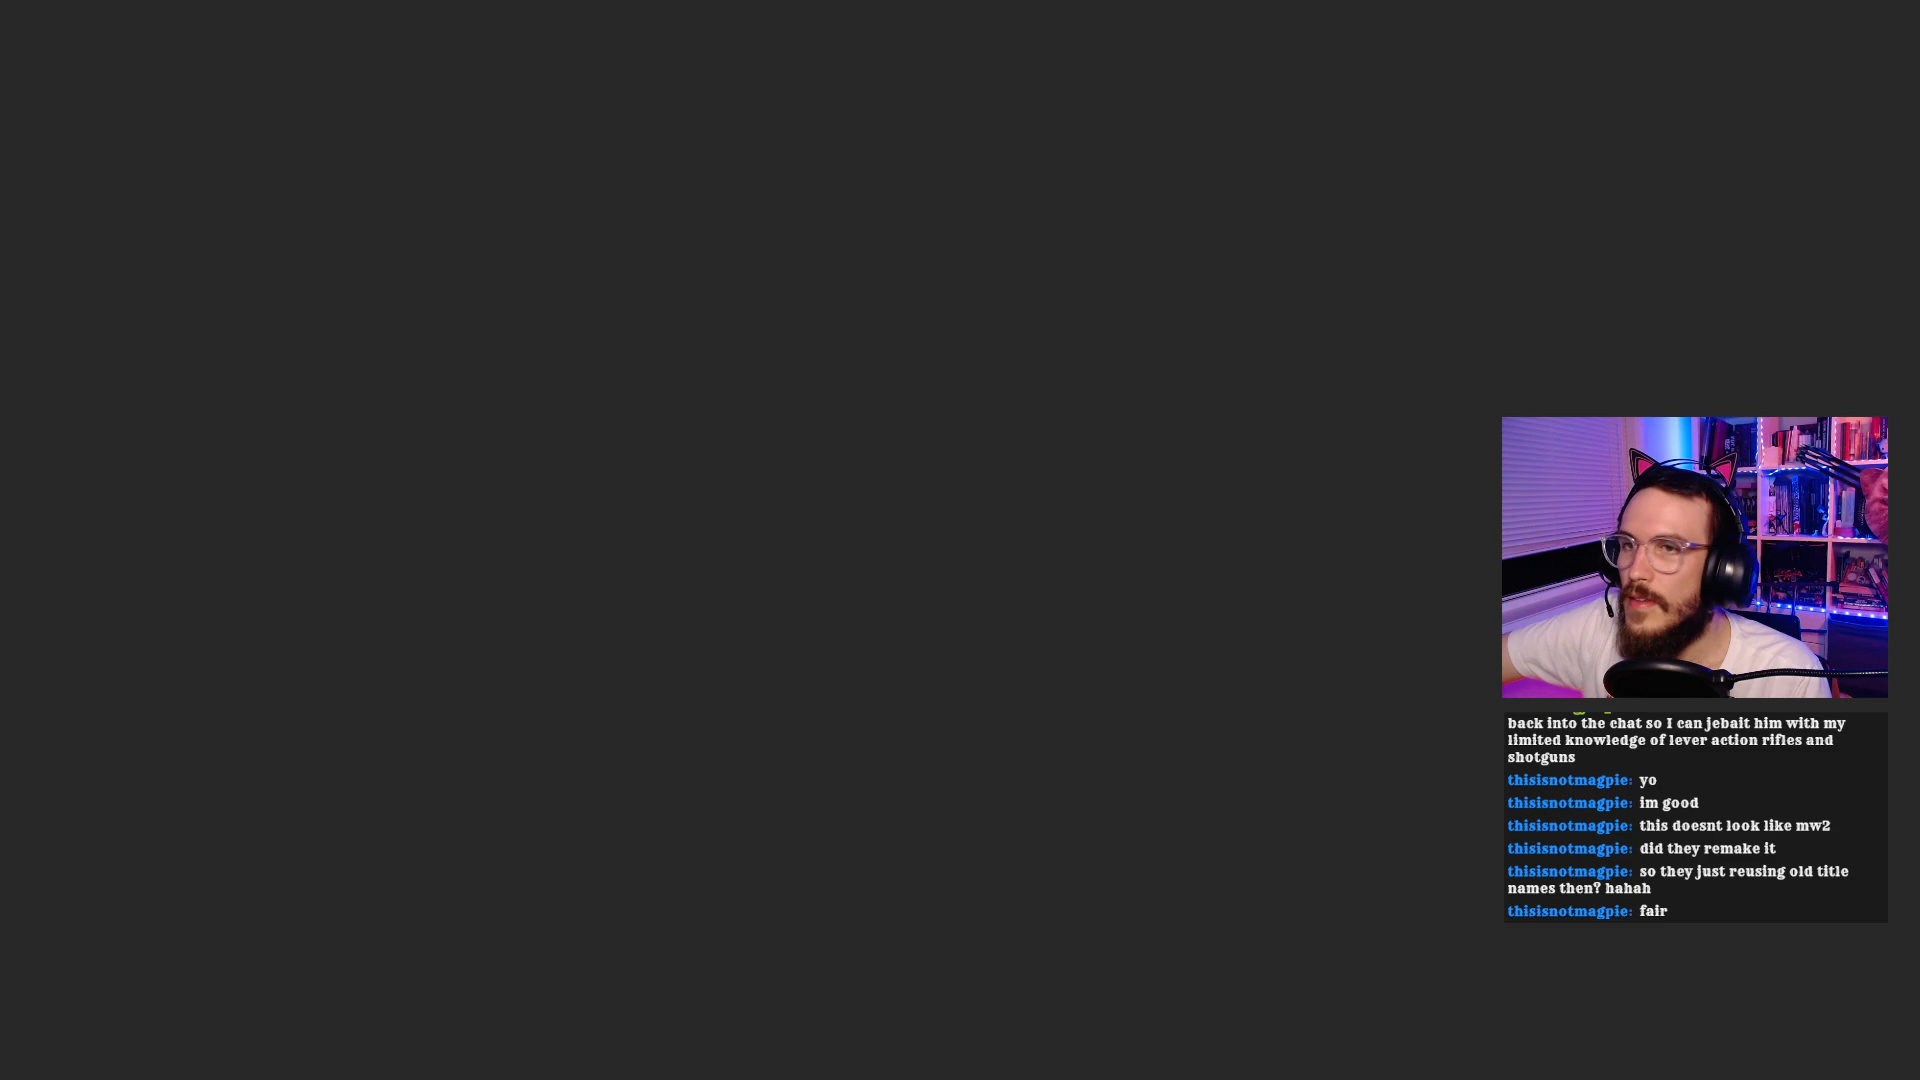 back into the chat so I can jebait him with my
limited knowledge of lever action rifles and
shotguns
thisisnotmagpie: yo
thisisnotmagpie: im good
thisisnotmagpie: this doesnt look like mw2
thisisnotmagpie: did they remake it
thisisnotmagpie: so they just reusing old title
names then? hahah
thisisnotmagpie: fair